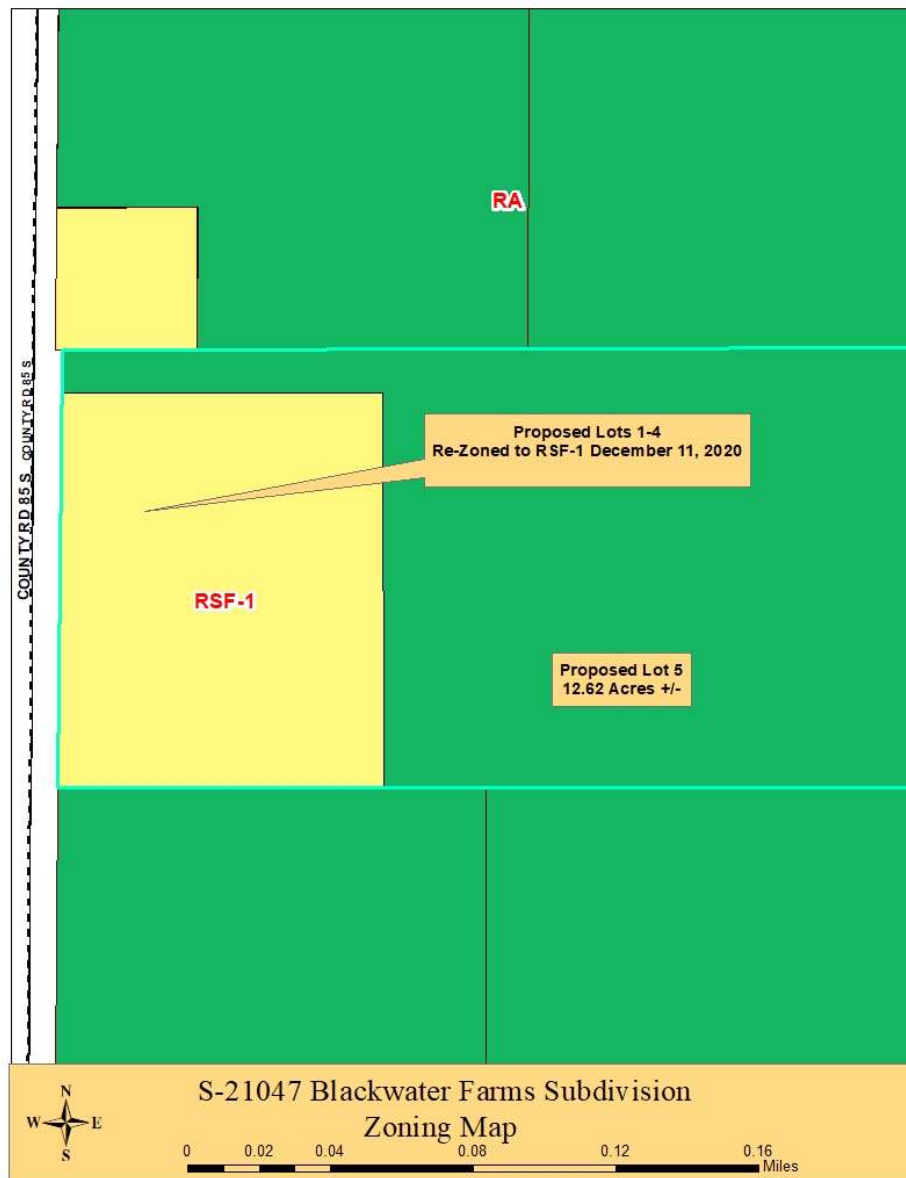 RA
COUNTY RD 85 S
COUNTY RD 85 S
Proposed Lots 1-4
Re-Zoned to RSF-1 December 11, 2020
RSF-1
Proposed Lot 5
12.62 Acres +/-
S-21047 Blackwater Farms Subdivision
Zoning Map
N
W E
S
0 0.02 0.04 0.08 0.12 0.16
Miles